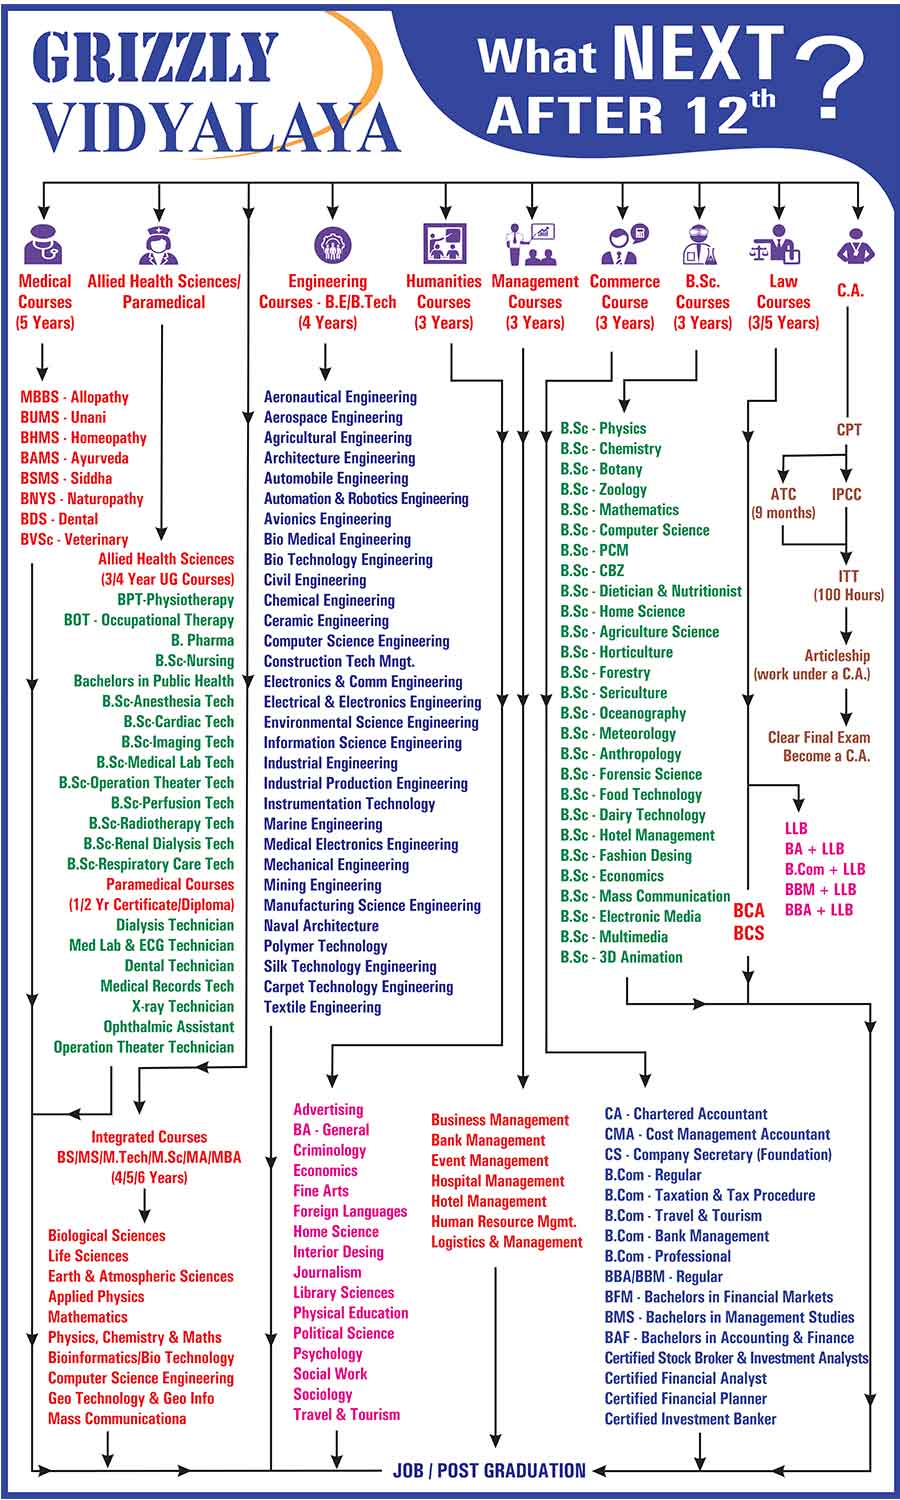 GRIZZLY
VIDYALAYA
What NEXT
AFTER 12th ?
Medical
Courses
(5 Years)
Allied Health Sciences/
Paramedical
Engineering
Courses - B.E/B.Tech
(4 Years)
Humanities
Courses
(3 Years)
Management
Courses
(3 Years)
Commerce
Course
(3 Years)
B.Sc.
Courses
(3 Years)
Law
Courses
(3/5 Years)
C.A.
MBBS - Allopathy
BUMS - Unani
BHMS - Homeopathy
BAMS - Ayurveda
BSMS - Siddha
BNYS - Naturopathy
BDS - Dental
BVSc - Veterinary
Allied Health Sciences
(3/4 Year UG Courses)
BPT-Physiotherapy
BOT - Occupational Therapy
B. Pharma
B.Sc-Nursing
Bachelors in Public Health
B.Sc-Anesthesia Tech
B.Sc-Cardiac Tech
B.Sc-Imaging Tech
B.Sc-Medical Lab Tech
B.Sc-Operation Theater Tech
B.Sc-Perfusion Tech
B.Sc-Radiotherapy Tech
B.Sc-Renal Dialysis Tech
B.Sc-Respiratory Care Tech
Paramedical Courses
(1/2 Yr Certificate/Diploma)
Dialysis Technician
Med Lab & ECG Technician
Dental Technician
Medical Records Tech
X-ray Technician
Ophthalmic Assistant
Operation Theater Technician
Aeronautical Engineering
Aerospace Engineering
Agricultural Engineering
Architecture Engineering
Automobile Engineering
Automation & Robotics Engineering
Avionics Engineering
Bio Medical Engineering
Bio Technology Engineering
Civil Engineering
Chemical Engineering
Ceramic Engineering
Computer Science Engineering
Construction Tech Mngt.
Electronics & Comm Engineering
Electrical & Electronics Engineering
Environmental Science Engineering
Information Science Engineering
Industrial Engineering
Industrial Production Engineering
Instrumentation Technology
Marine Engineering
Medical Electronics Engineering
Mechanical Engineering
Mining Engineering
Manufacturing Science Engineering
Naval Architecture
Polymer Technology
Silk Technology Engineering
Carpet Technology Engineering
Textile Engineering
B.Sc - Physics
B.Sc - Chemistry
B.Sc - Botany
B.Sc - Zoology
B.Sc - Mathematics
B.Sc - Computer Science
B.Sc - PCM
B.Sc - CBZ
B.Sc - Dietician & Nutritionist
B.Sc - Home Science
B.Sc - Agriculture Science
B.Sc - Horticulture
B.Sc - Forestry
B.Sc - Sericulture
B.Sc - Oceanography
B.Sc - Meteorology
B.Sc - Anthropology
B.Sc - Forensic Science
B.Sc - Food Technology
B.Sc - Dairy Technology
B.Sc - Hotel Management
B.Sc - Fashion Desing
B.Sc - Economics
B.Sc - Mass Communication
B.Sc - Electronic Media
B.Sc - Multimedia
B.Sc - 3D Animation
CPT
ATC
(9 months)
IPCC
ITT
(100 Hours)
Articleship
(work under a C.A.)
Clear Final Exam
Become a C.A.
LLB
BA + LLB
B.Com + LLB
BBM + LLB
BBA + LLB
BCA
BCS
Integrated Courses
BS/MS/M.Tech/M.Sc/MA/MBA
(4/5/6 Years)
Biological Sciences
Life Sciences
Earth & Atmospheric Sciences
Applied Physics
Mathematics
Physics, Chemistry & Maths
Bioinformatics/Bio Technology
Computer Science Engineering
Geo Technology & Geo Info
Mass Communicationa
Advertising
BA - General
Criminology
Economics
Fine Arts
Foreign Languages
Home Science
Interior Desing
Journalism
Library Sciences
Physical Education
Political Science
Psychology
Social Work
Sociology
Travel & Tourism
Business Management
Bank Management
Event Management
Hospital Management
Hotel Management
Human Resource Mgmt.
Logistics & Management
CA - Chartered Accountant
CMA - Cost Management Accountant
CS - Company Secretary (Foundation)
B.Com - Regular
B.Com - Taxation & Tax Procedure
B.Com - Travel & Tourism
B.Com - Bank Management
B.Com - Professional
BBA/BBM - Regular
BFM - Bachelors in Financial Markets
BMS - Bachelors in Management Studies
BAF - Bachelors in Accounting & Finance
Certified Stock Broker & Investment Analysts
Certified Financial Analyst
Certified Financial Planner
Certified Investment Banker
JOB / POST GRADUATION